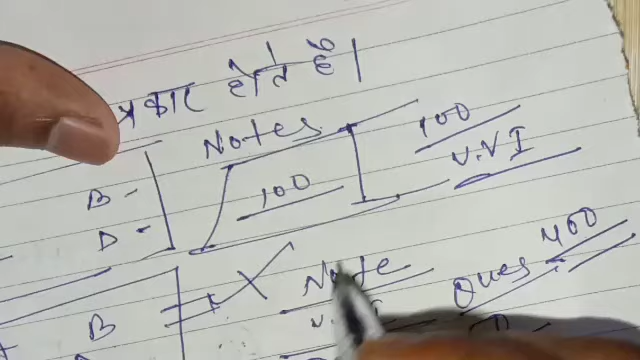 प्रकार होते हैं।
Notes 100
B - 100 V.V.I
D -
Note Ques 400
B